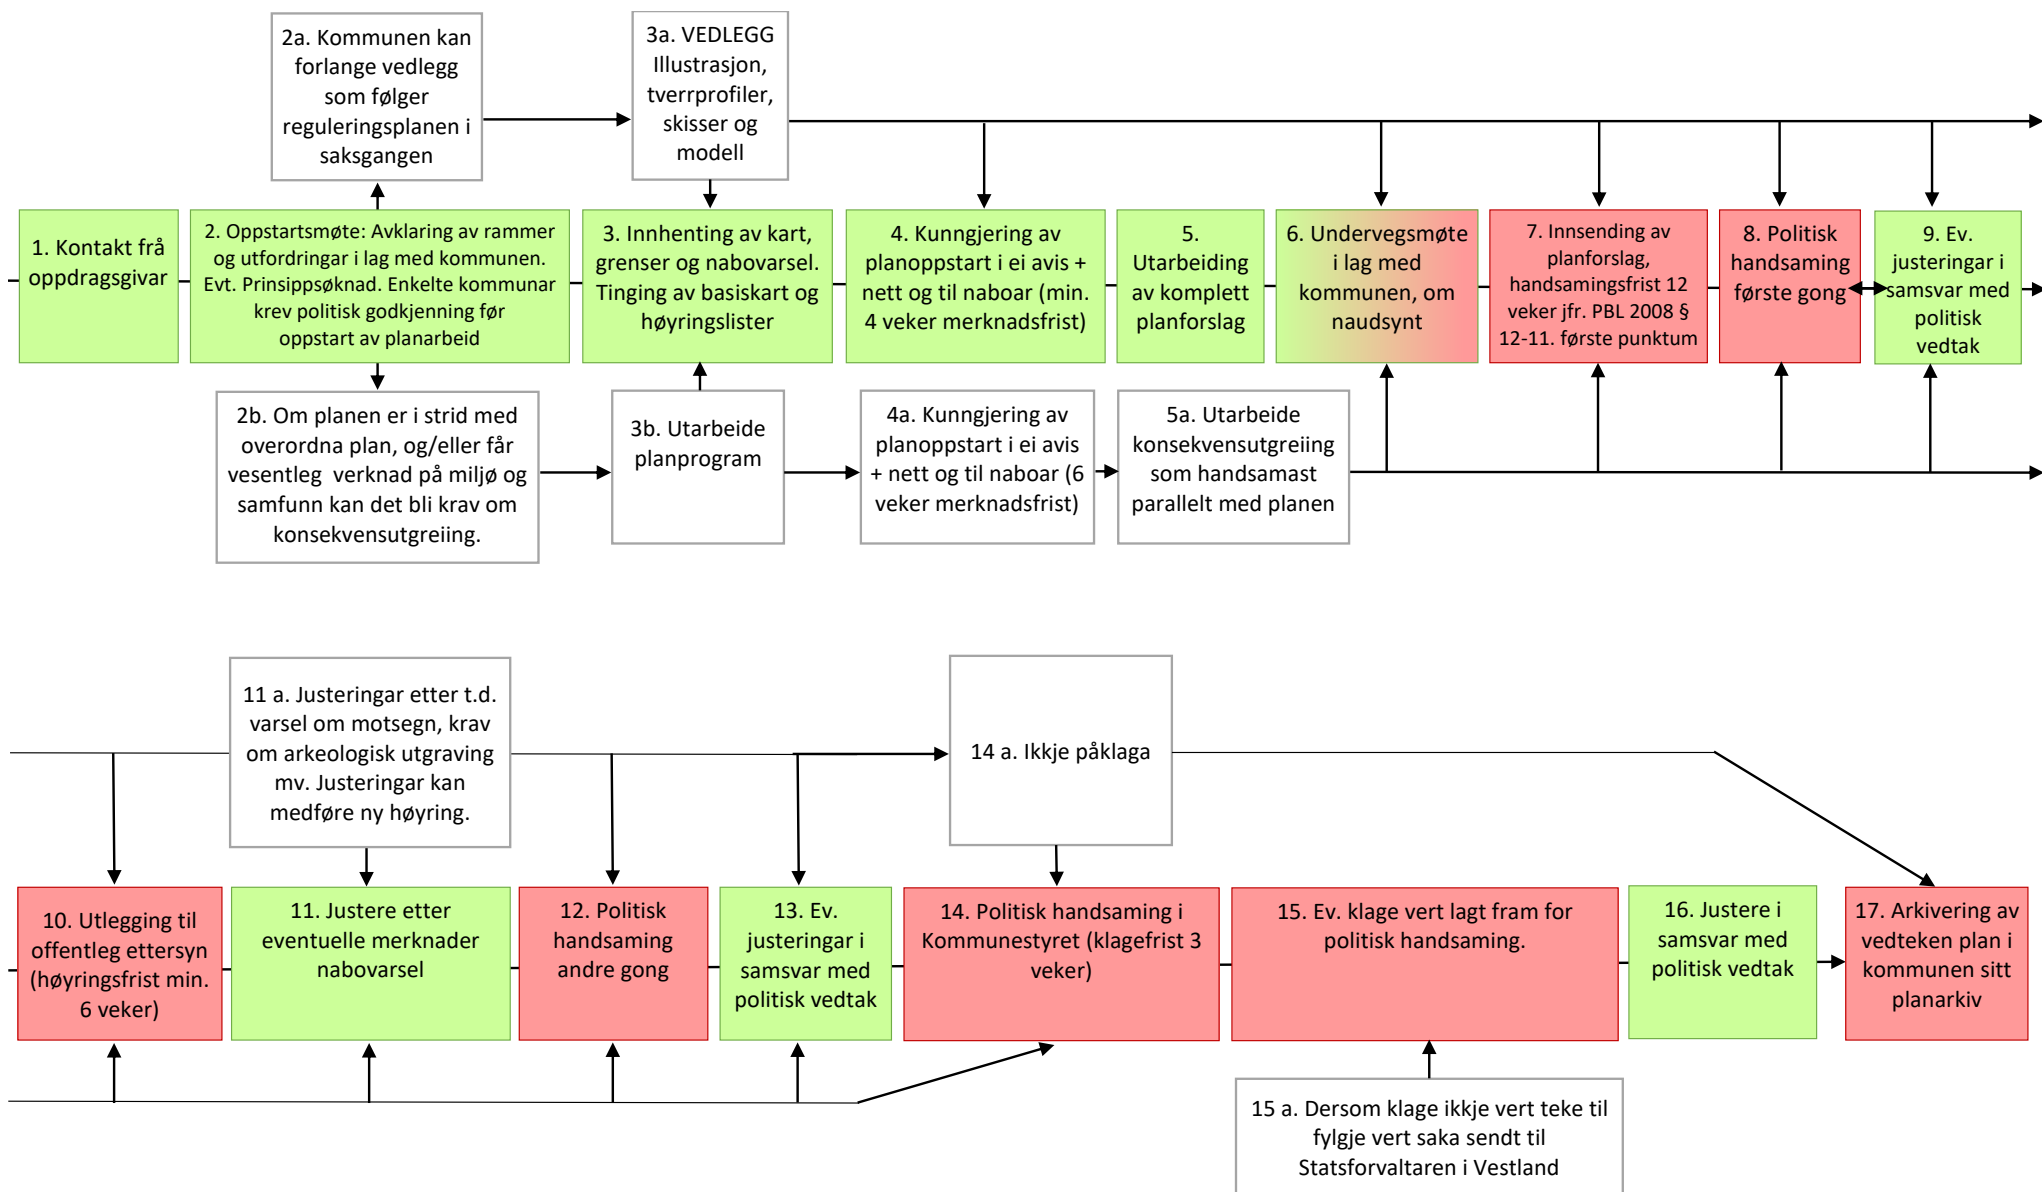 2a. Kommunen kan
forlange vedlegg
som følger
reguleringsplanen i
saksgangen
3a. VEDLEGG
Illustrasjon,
tverrprofiler,
skisser og
modell
1. Kontakt frå
oppdragsgivar
2. Oppstartsmøte: Avklaring av rammer
og utfordringar i lag med kommunen.
Evt. Prinsippsøknad. Enkelte kommunar
krev politisk godkjenning før
oppstart av planarbeid
3. Innhenting av kart,
grenser og nabovarsel.
Tinging av basiskart og
høyringslister
4. Kunngjering av
planoppstart i ei avis +
nett og til naboar (min.
4 veker merknadsfrist)
5.
Utarbeiding
av komplett
planforslag
6. Undervegsmøte
i lag med
kommunen, om
naudsynt
7. Innsending av
planforslag,
handsamingsfrist 12
veker jfr. PBL 2008 §
12-11. første punktum
8. Politisk
handsaming
første gong
9. Ev.
justeringar i
samsvar med
politisk
vedtak
2b. Om planen er i strid med
overordna plan, og/eller får
vesentleg verknad på miljø og
samfunn kan det bli krav om
konsekvensutgreiing.
3b. Utarbeide
planprogram
4a. Kunngjering av
planoppstart i ei avis
+ nett og til naboar (6
veker merknadsfrist)
5a. Utarbeide
konsekvensutgreiing
som handsamast
parallelt med planen
11 a. Justeringar etter t.d.
varsel om motsegn, krav
om arkeologisk utgraving
mv. Justeringar kan
medføre ny høyring.
14 a. Ikkje påklaga
10. Utlegging til
offentleg ettersyn
(høyringsfrist min.
6 veker)
11. Justere etter
eventuelle merknader
nabovarsel
12. Politisk
handsaming
andre gong
13. Ev.
justeringar i
samsvar med
politisk vedtak
14. Politisk handsaming i
Kommunestyret (klagefrist 3
veker)
15. Ev. klage vert lagt fram for
politisk handsaming.
16. Justere i
samsvar med
politisk vedtak
17. Arkivering av
vedteken plan i
kommunen sitt
planarkiv
15 a. Dersom klage ikkje vert teke til
fylgje vert saka sendt til
Statsforvaltaren i Vestland